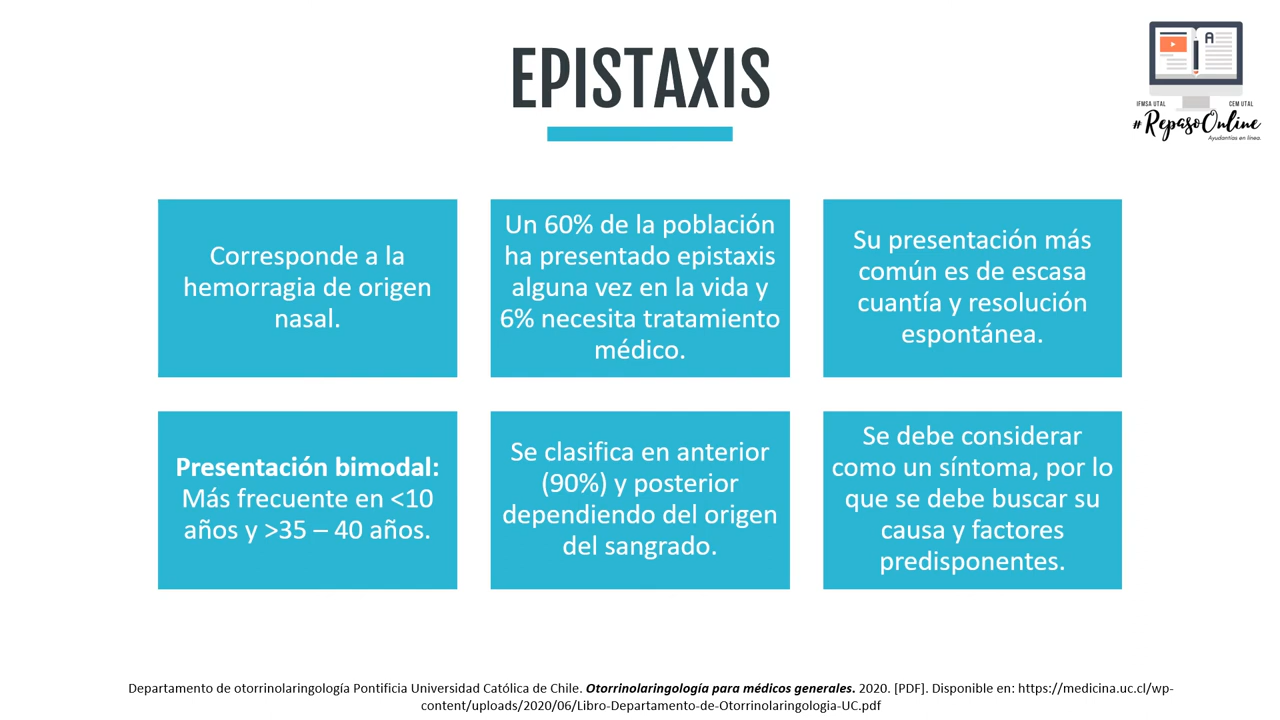 EPISTAXIS
A
IFMSA UTAL
CEM UTAL
#RepasoOnline
Ayudantías en línea.
Corresponde a la
hemorragia de origen
nasal.
Un 60% de la población
ha presentado epistaxis
alguna vez en la vida y
6% necesita tratamiento
médico.
Su presentación más
común es de escasa
cuantía y resolución
espontánea.
Presentación bimodal:
Más frecuente en <10
años y >35 – 40 años.
Se clasifica en anterior
(90%) y posterior
dependiendo del origen
del sangrado.
Se debe considerar
como un síntoma, por lo
que se debe buscar su
causa y factores
predisponentes.
Departamento de otorrinolaringología Pontificia Universidad Católica de Chile. Otorrinolaringología para médicos generales. 2020. [PDF]. Disponible en: https://medicina.uc.cl/wp-
content/uploads/2020/06/Libro-Departamento-de-Otorrinolaringologia-UC.pdf